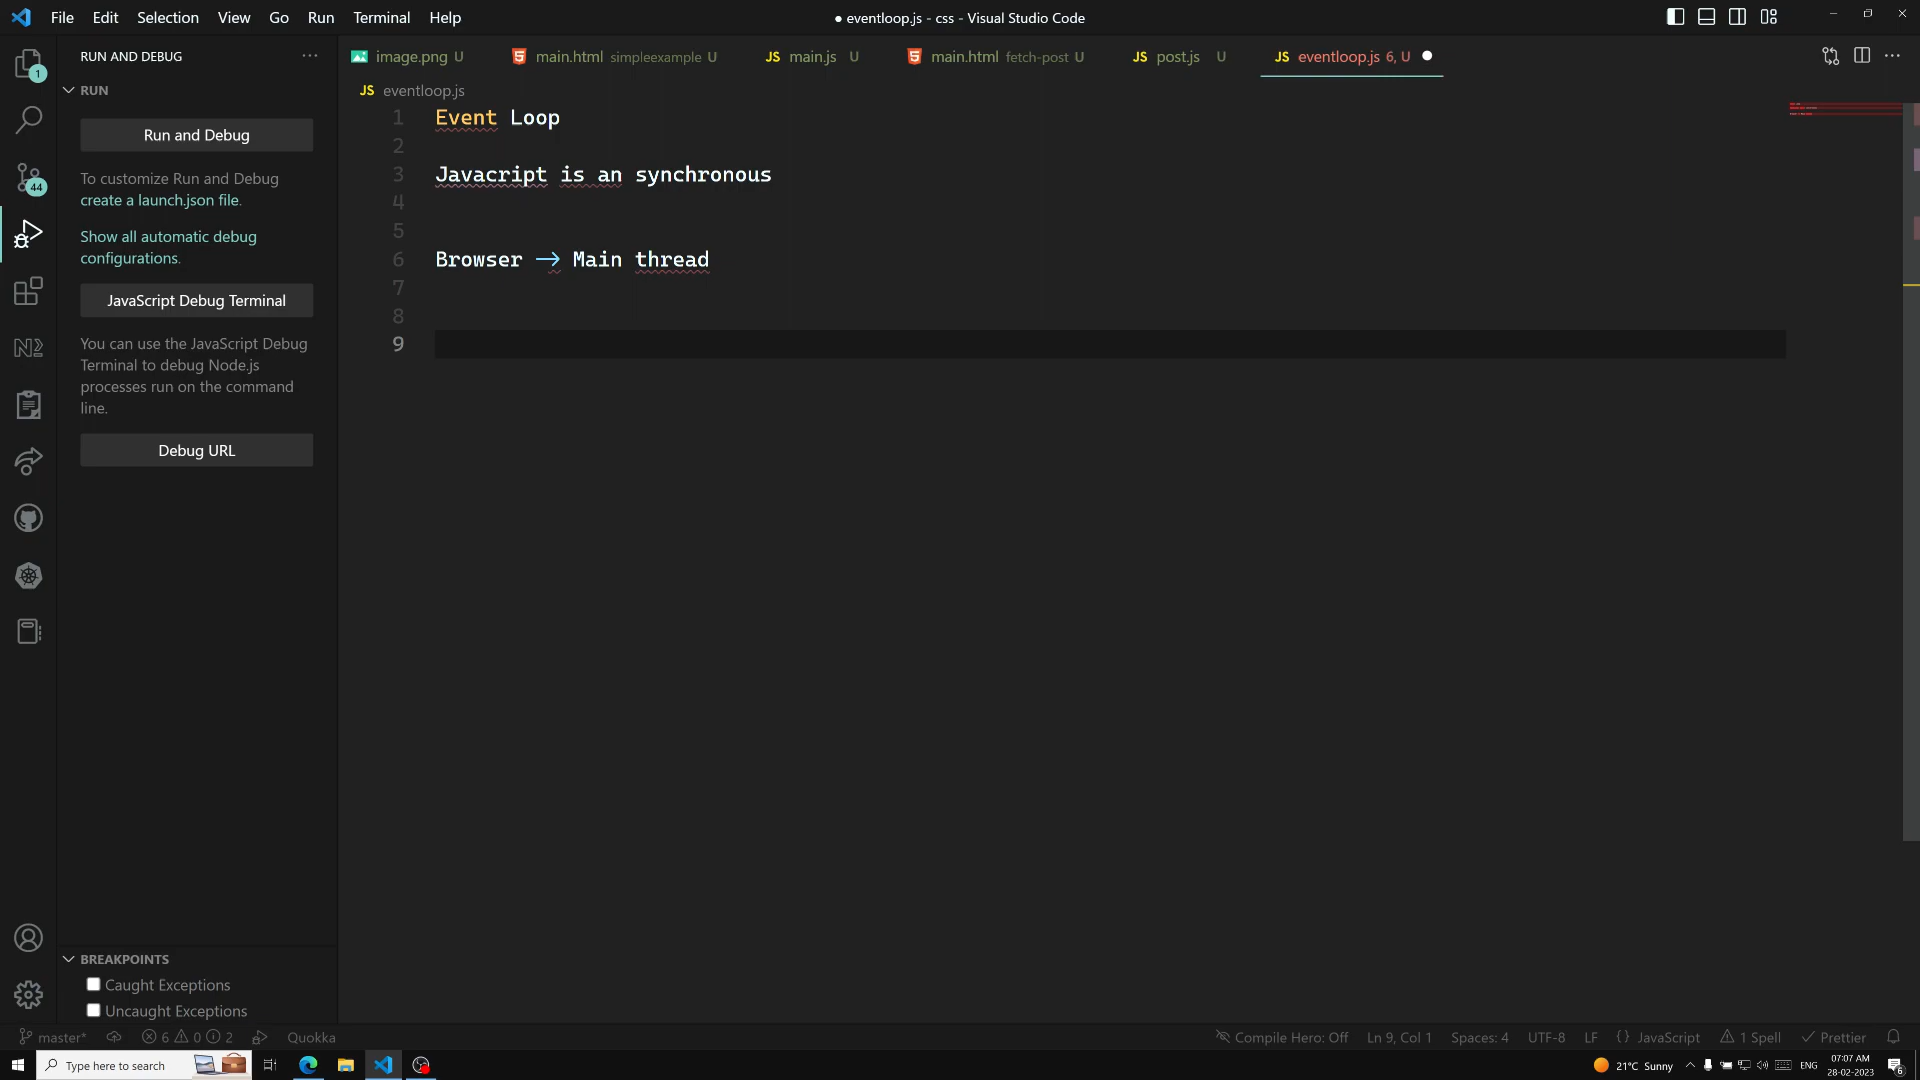 File Edit Selection View Go Run Terminal Help
● eventloop.js - css - Visual Studio Code
RUN AND DEBUG
RUN
Run and Debug
To customize Run and Debug
create a launch.json file.
Show all automatic debug
configurations.
JavaScript Debug Terminal
You can use the JavaScript Debug
Terminal to debug Node.js
processes run on the command
line.
Debug URL
BREAKPOINTS
Caught Exceptions
Uncaught Exceptions
1
44
image.png U
main.html simpleexample U
JS main.js U
main.html fetch-post U
JS post.js U
JS eventloop.js 6, U
JS eventloop.js
1 Event Loop
2
3 Javacript is an synchronous
4
5
6 Browser → Main thread
7
8
9
master* 6 0 2 Quokka
Compile Hero: Off Ln 9, Col 1 Spaces: 4 UTF-8 LF {} JavaScript 1 Spell Prettier
Type here to search
21°C Sunny ENG
07:07 AM
28-02-2023
6